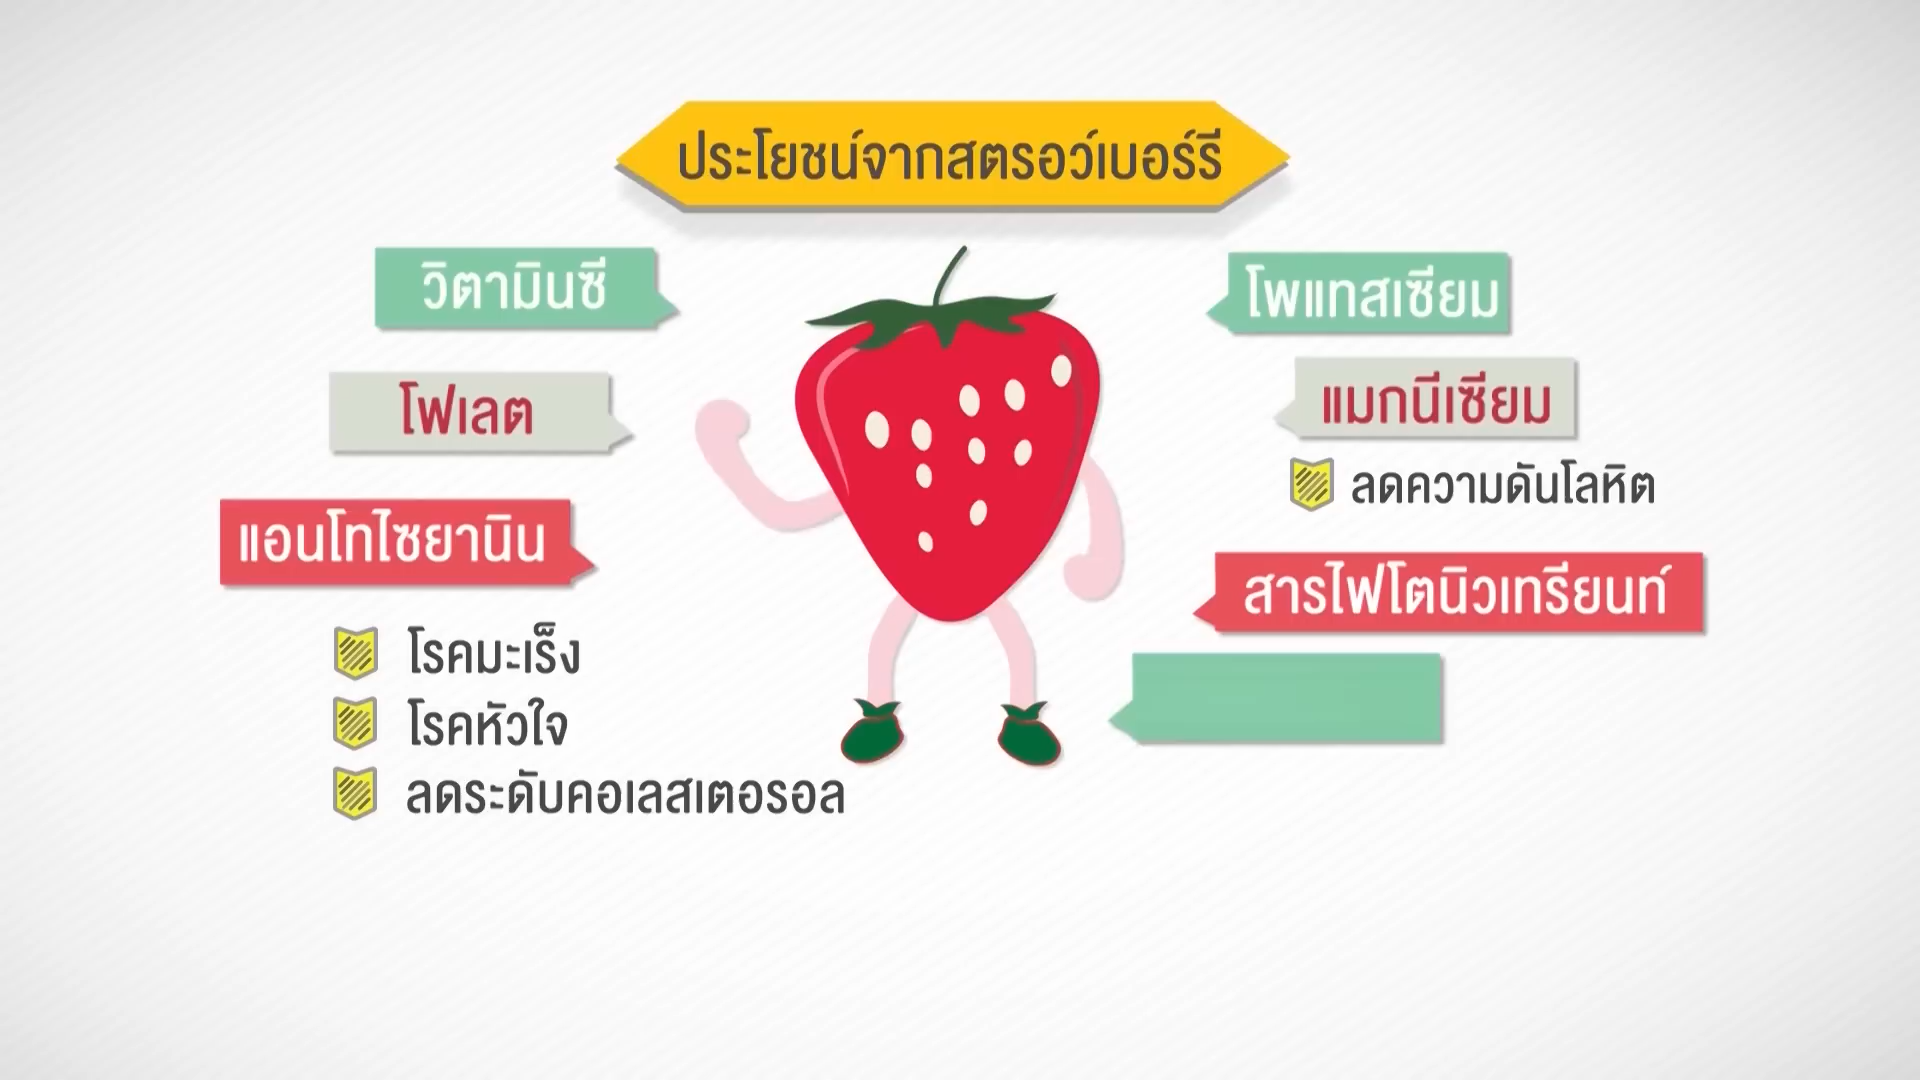 ประโยชน์จากสตรอว์เบอร์รี
วิตามินซี
โฟเลต
แอนโทไซยานิน
โรคมะเร็ง
โรคหัวใจ
ลดระดับคอเลสเตอรอล
โพแทสเซียม
แมกนีเซียม
ลดความดันโลหิต
สารไฟโตนิวเทรียนท์